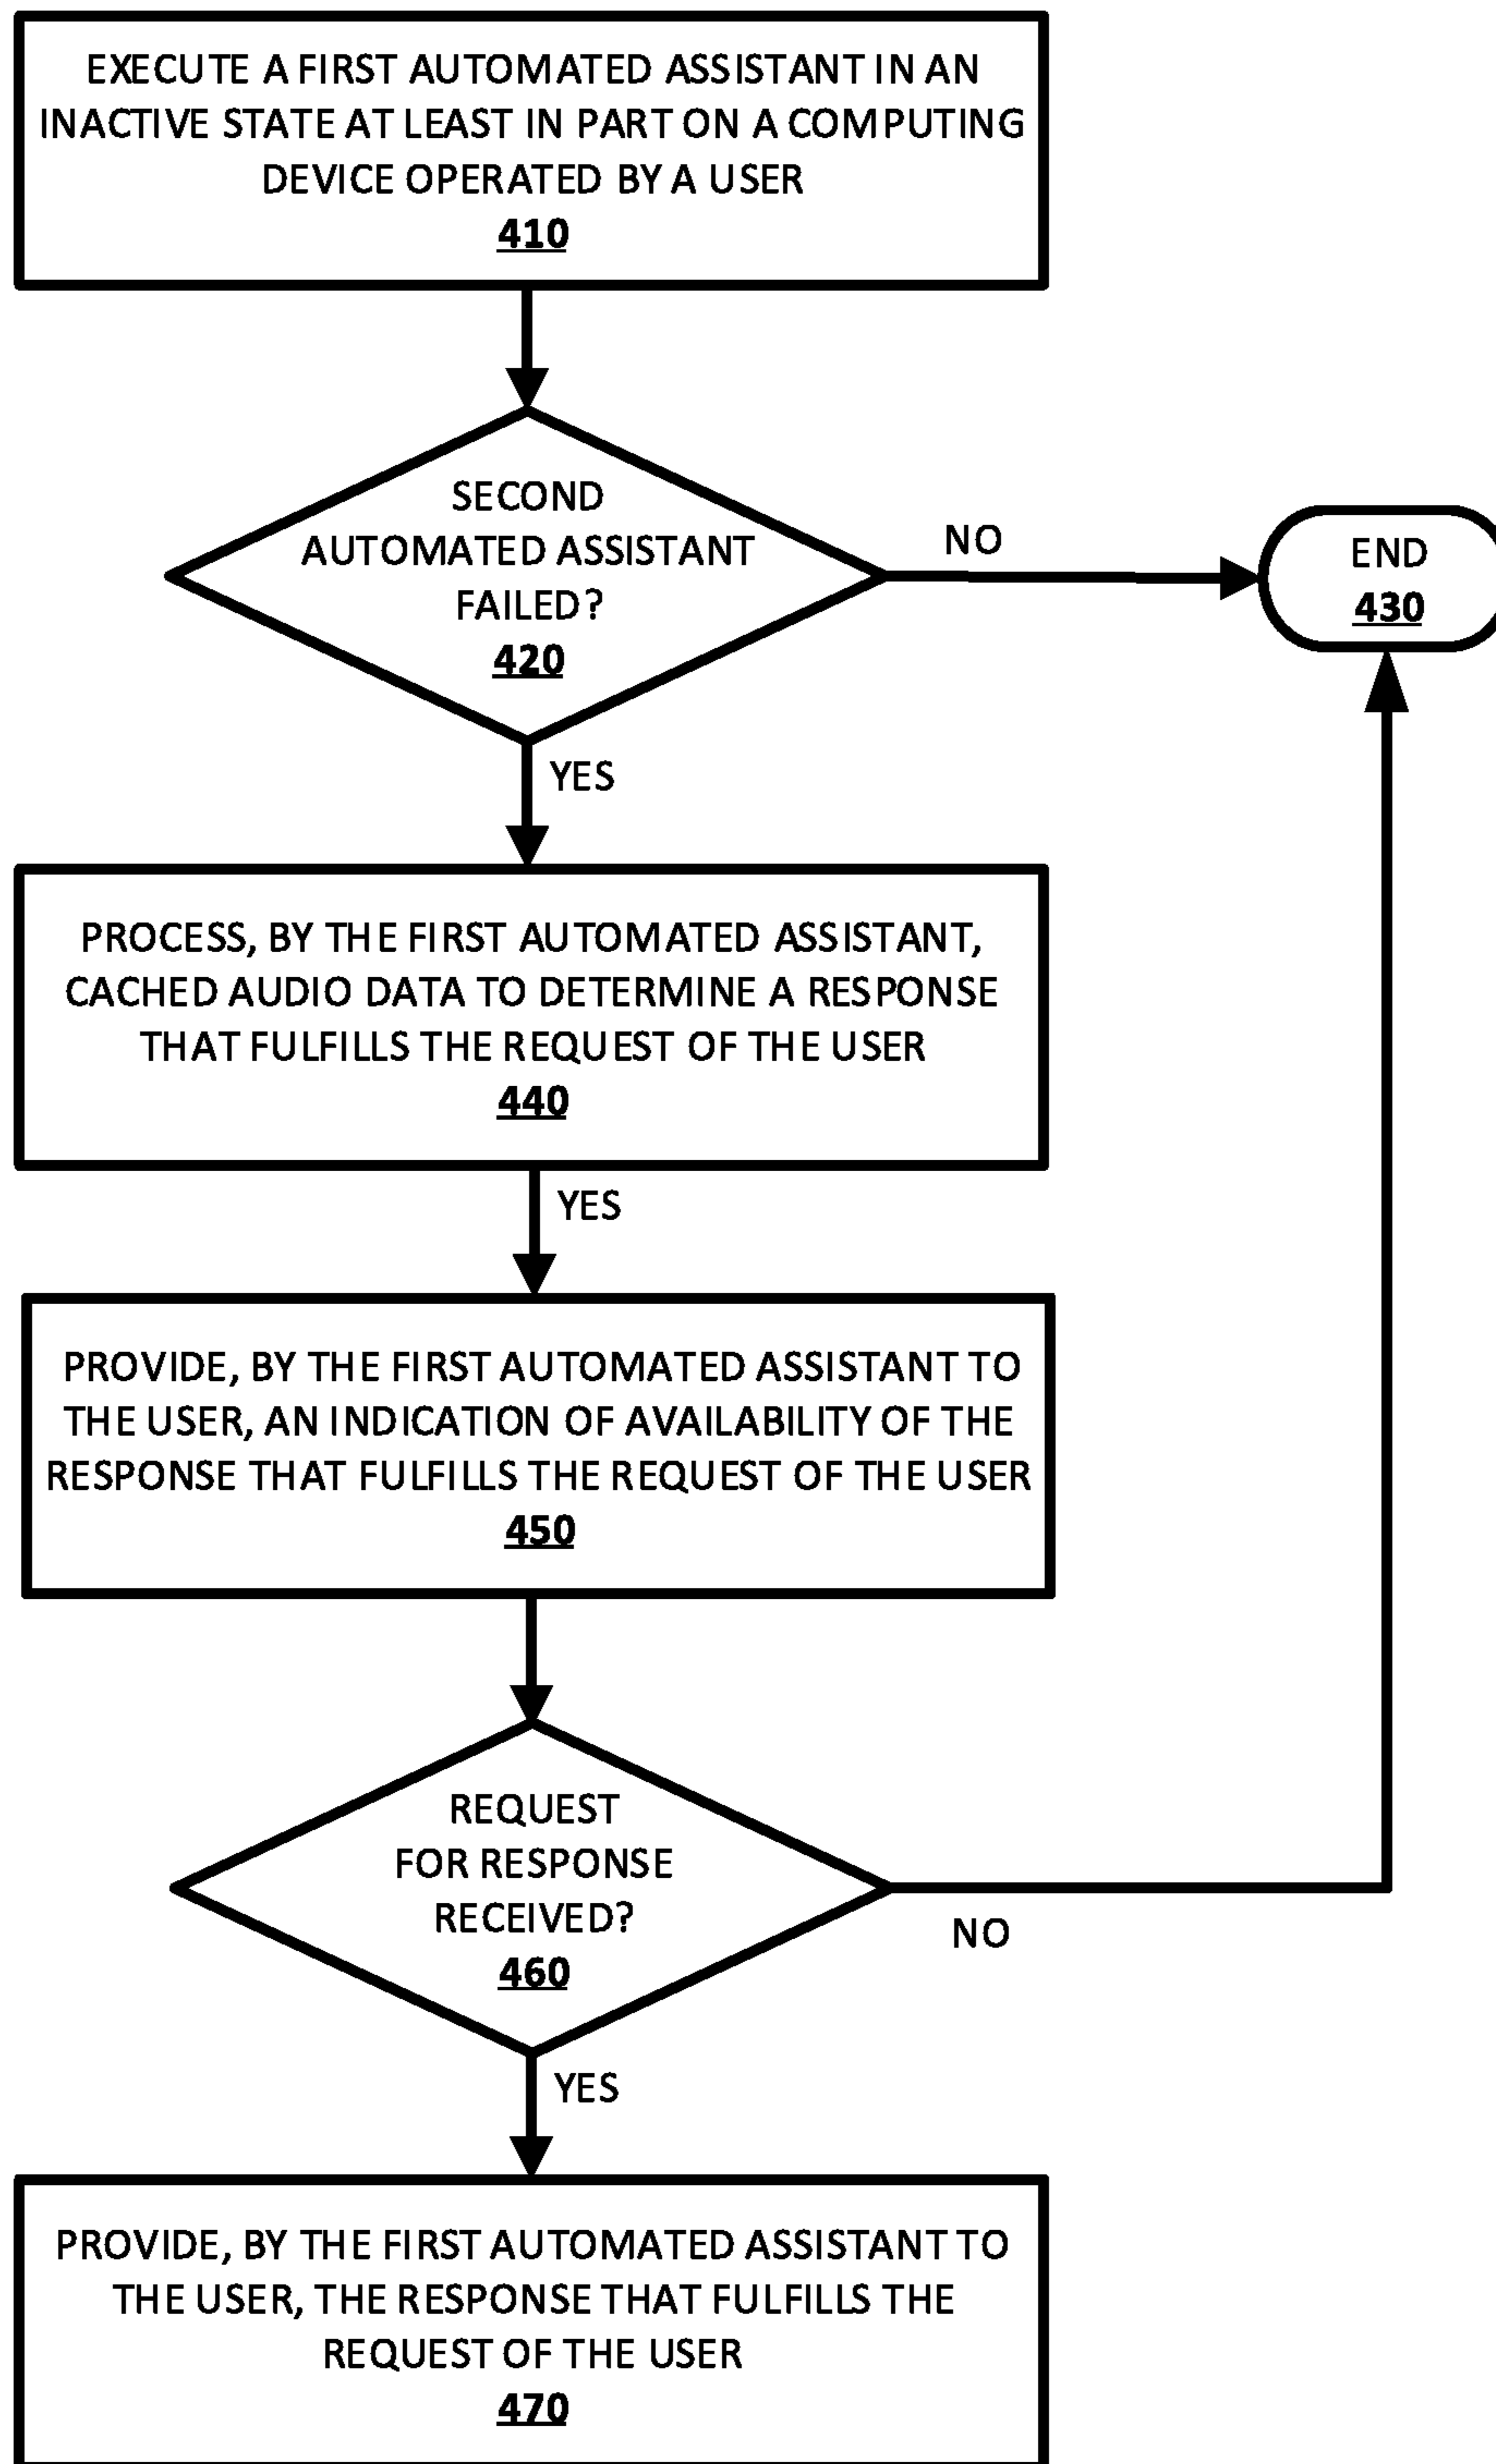 EXECUTE A FIRST AUTOMATED ASSISTANT IN AN
INACTIVE STATE AT LEAST IN PART ON A COMPUTING
DEVICE OPERATED BY A USER
410
SECOND
AUTOMATED ASSISTANT
FAILED?
420
NO
END
430
YES
PROCESS, BY THE FIRST AUTOMATED ASSISTANT,
CACHED AUDIO DATA TO DETERMINE A RESPONSE
THAT FULFILLS THE REQUEST OF THE USER
440
YES
PROVIDE, BY THE FIRST AUTOMATED ASSISTANT TO
THE USER, AN INDICATION OF AVAILABILITY OF THE
RESPONSE THAT FULFILLS THE REQUEST OF THE USER
450
REQUEST
FOR RESPONSE
RECEIVED?
460
NO
YES
PROVIDE, BY THE FIRST AUTOMATED ASSISTANT TO
THE USER, THE RESPONSE THAT FULFILLS THE
REQUEST OF THE USER
470